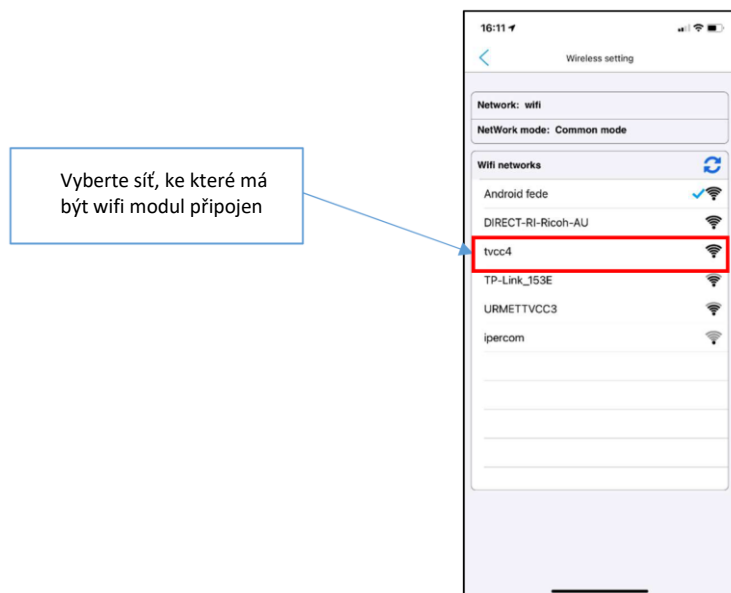 16:11
Wireless setting
Network: wifi
NetWork mode: Common mode
Wifi networks
Vyberte síť, ke které má
být wifi modul připojen
Android fede
DIRECT-RI-Ricoh-AU
tvcc4
TP-Link_153E
URMETTVCC3
ipercom